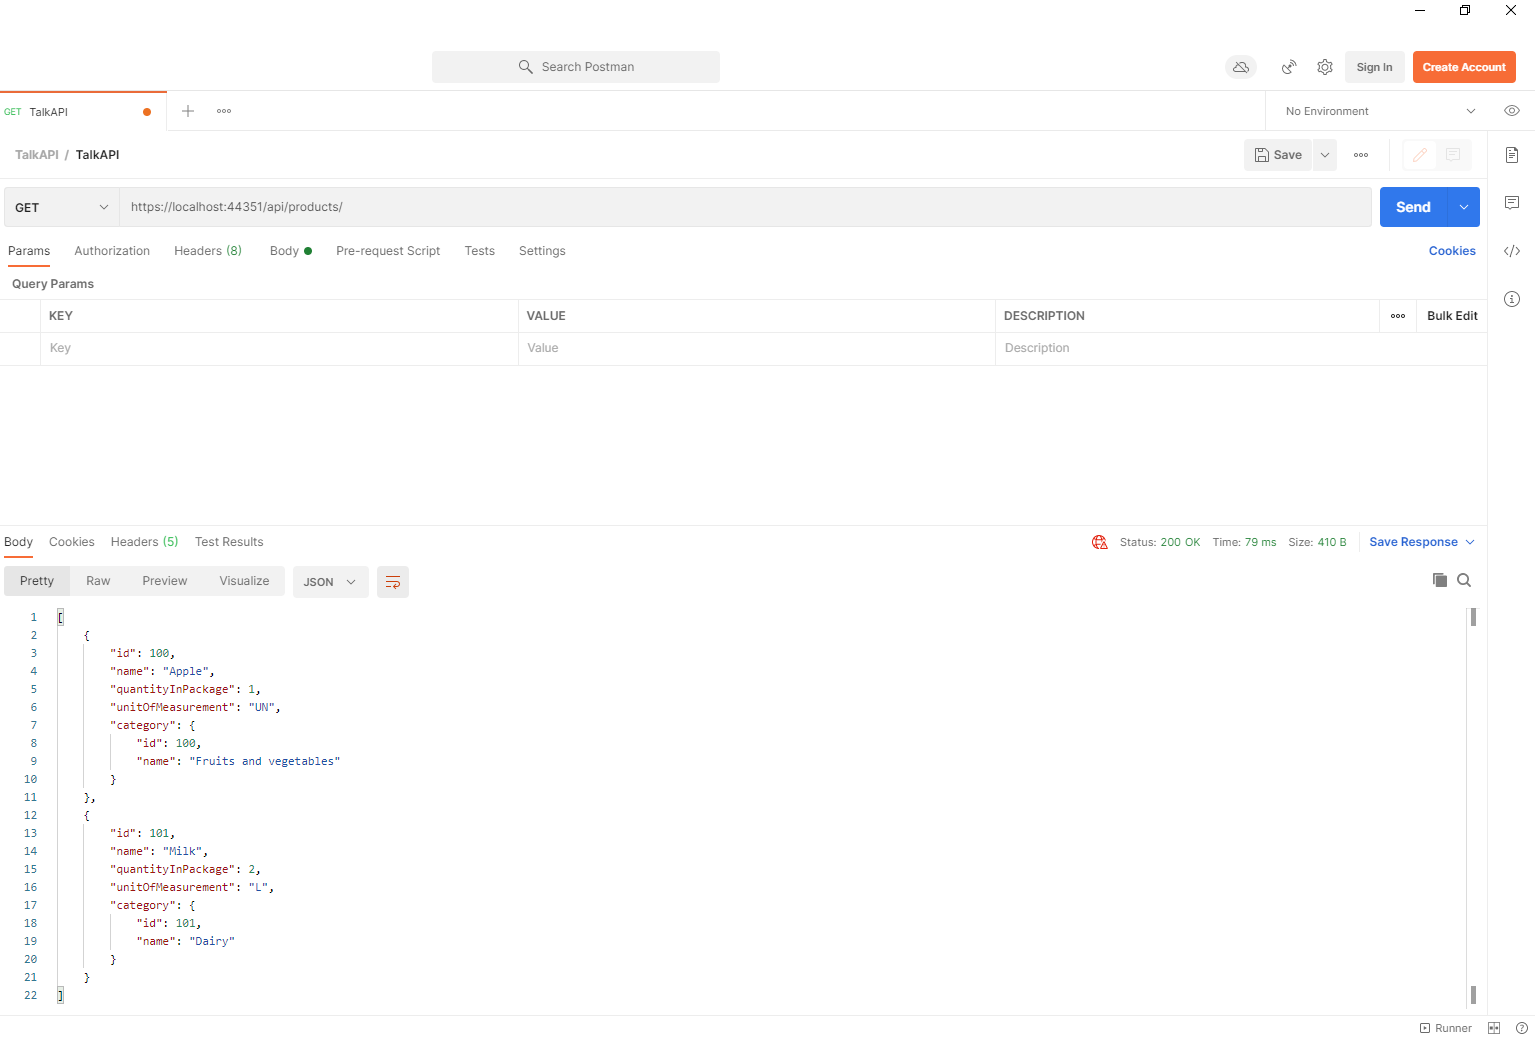 Search Postman
Sign In
Create Account
GET TalkAPI
No Environment
TalkAPI / TalkAPI
Save
GET
https://localhost:44351/api/products/
Send
Params Authorization Headers (8) Body Pre-request Script Tests Settings Cookies
Query Params
KEY VALUE DESCRIPTION Bulk Edit
Key Value Description
Body Cookies Headers (5) Test Results Status: 200 OK Time: 79 ms Size: 410 B Save Response
Pretty Raw Preview Visualize JSON
1 [
2 {
3 "id": 100,
4 "name": "Apple",
5 "quantityInPackage": 1,
6 "unitOfMeasurement": "UN",
7 "category": {
8 "id": 100,
9 "name": "Fruits and vegetables"
10 }
11 },
12 {
13 "id": 101,
14 "name": "Milk",
15 "quantityInPackage": 2,
16 "unitOfMeasurement": "L",
17 "category": {
18 "id": 101,
19 "name": "Dairy"
20 }
21 }
22 ]
Runner